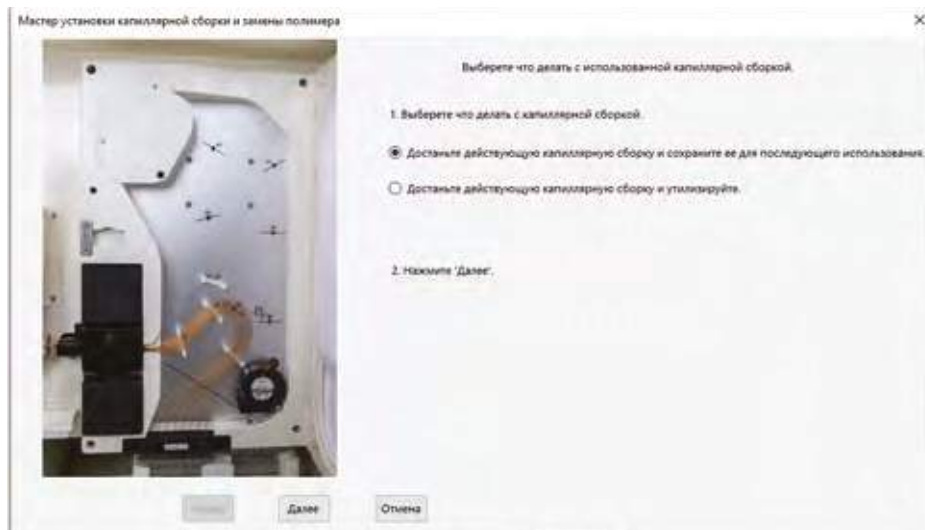 Мастер установки капиллярной сборки и замены полимера
Выберете что делать с использованной капиллярной сборкой.
1. Выберете что делать с капиллярной сборкой.
Достаньте действующую капиллярную сборку и сохраните ее для последующего использования.
Достаньте действующую капиллярную сборку и утилизируйте.
2. Нажмите 'Далее'.
Далее
Отмена